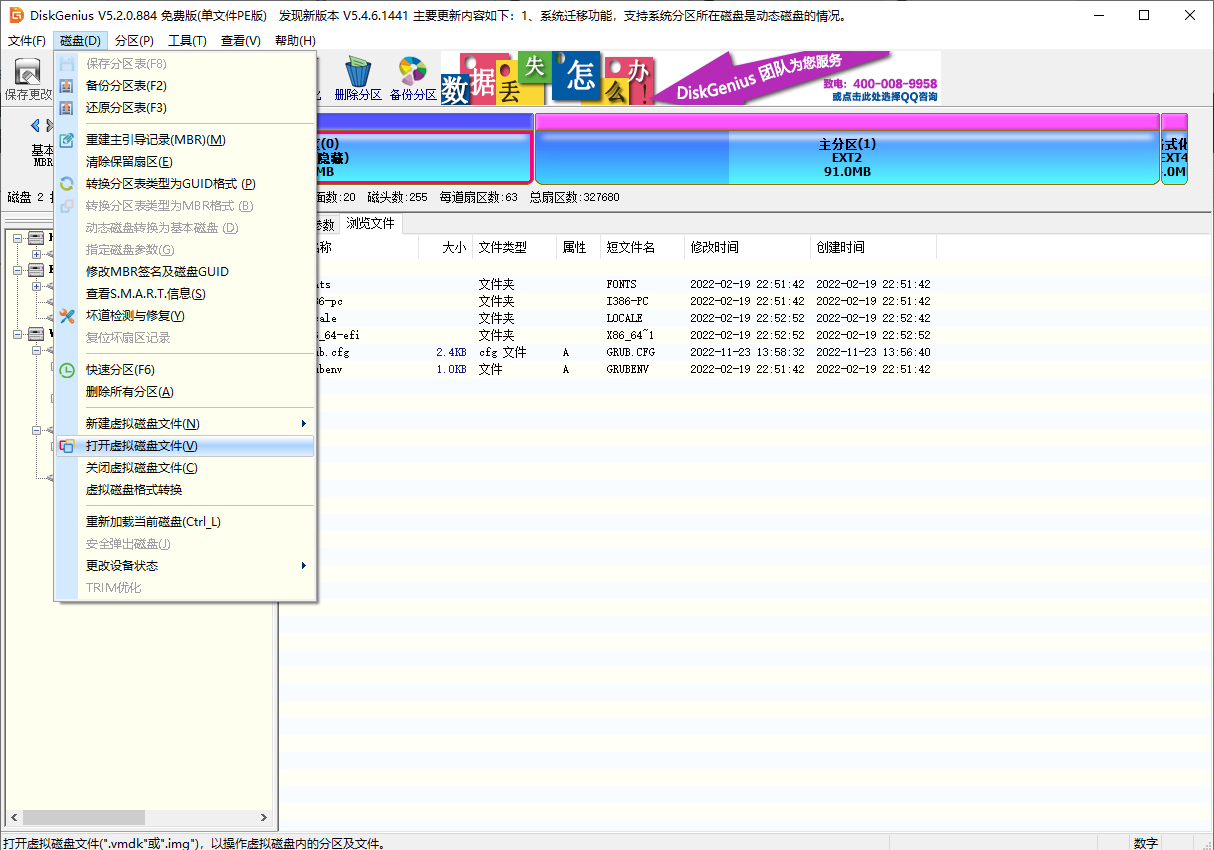 DiskGenius V5.2.0.884 免费版(单文件PE版) 发现新版本 V5.4.6.1441 主要更新内容如下：1、系统迁移功能，支持系统分区所在磁盘是动态磁盘的情况。
文件(F) 磁盘(D) 分区(P) 工具(T) 查看(V) 帮助(H)
保存更改
删除分区 备份分区
数据丢失怎么办!
DiskGenius 团队为您服务
致电：400-008-9958
或点击此处选择QQ咨询
保存分区表(F8)
备份分区表(F2)
还原分区表(F3)
重建主引导记录(MBR)(M)
清除保留扇区(E)
转换分区表类型为GUID格式 (P)
转换分区表类型为MBR格式 (B)
动态磁盘转换为基本磁盘 (D)
指定磁盘参数(G)
修改MBR签名及磁盘GUID
查看S.M.A.R.T.信息(S)
坏道检测与修复(Y)
复位坏扇区记录
快速分区(F6)
删除所有分区(A)
新建虚拟磁盘文件(N)
打开虚拟磁盘文件(V)
关闭虚拟磁盘文件(C)
虚拟磁盘格式转换
重新加载当前磁盘(Ctrl_L)
安全弹出磁盘(J)
更改设备状态
TRIM优化
基本
MBR
区(0)
隐藏)
MB
主分区(1)
EXT2
91.0MB
式化
EXT4
.0M
磁盘 2 面数:20 磁头数:255 每道扇区数:63 总扇区数:327680
参数 浏览文件
称 大小 文件类型 属性 短文件名 修改时间 创建时间
ts 文件夹 FONTS 2022-02-19 22:51:42 2022-02-19 22:51:42
86-pc 文件夹 I386-PC 2022-02-19 22:51:42 2022-02-19 22:51:42
cale 文件夹 LOCALE 2022-02-19 22:52:52 2022-02-19 22:52:52
6_64-efi 文件夹 X86_64~1 2022-02-19 22:52:52 2022-02-19 22:52:52
ub.cfg 2.4KB cfg 文件 A GRUB.CFG 2022-11-23 13:58:32 2022-11-23 13:56:40
ubenv 1.0KB 文件 A GRUBENV 2022-02-19 22:51:42 2022-02-19 22:51:42
打开虚拟磁盘文件(".vmdk"或".img")，以操作虚拟磁盘内的分区及文件。
数字